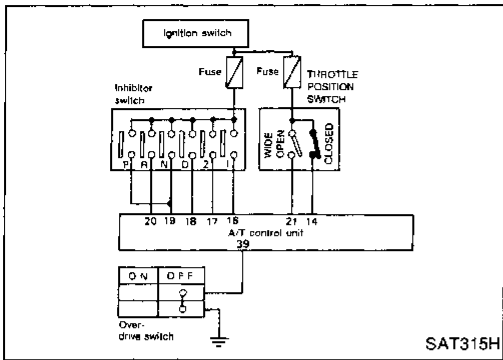 Ignition switch
Fuse
Fuse
THROTTLE
POSITION
SWITCH
Inhibitor
switch
WIDE
OPEN
CLOSED
P R N D 2 1
20 19 18 17 16 21 14
A/T control unit
39
ON OFF
Over-
drive switch
SAT315H